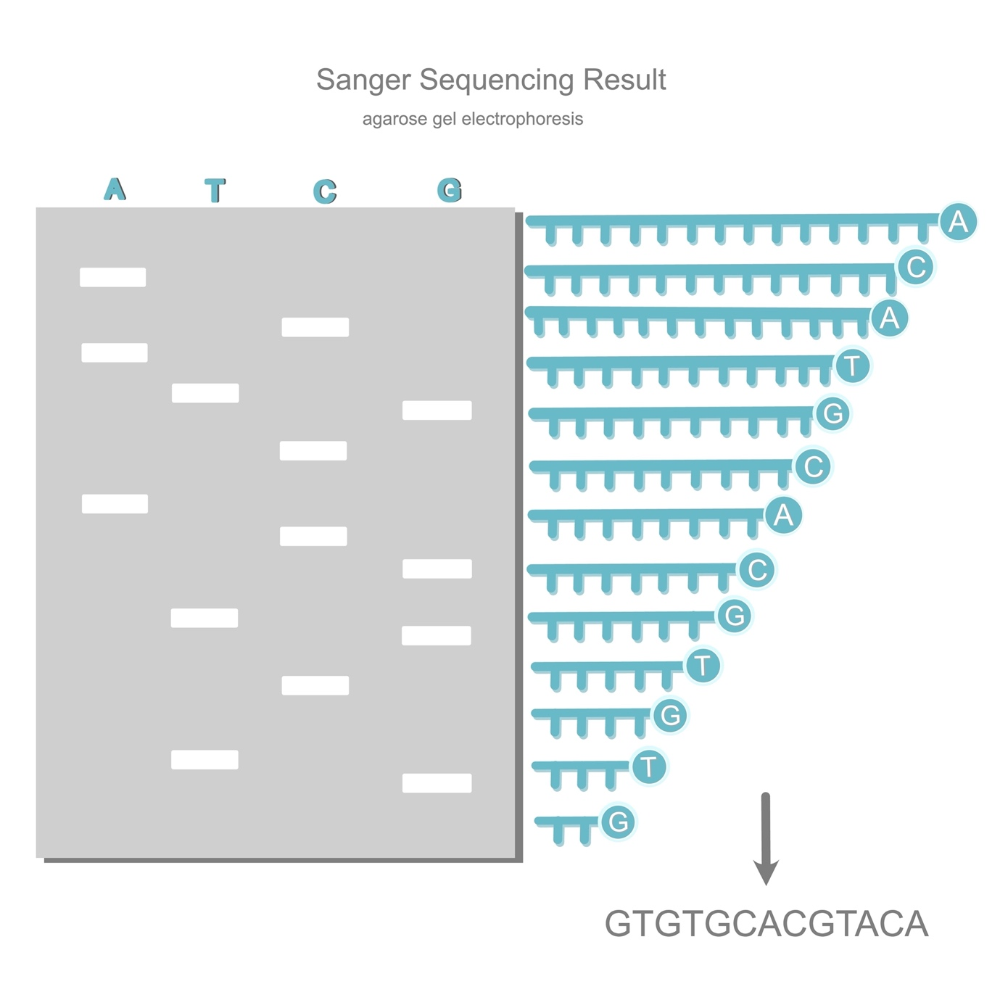 Sanger Sequencing Result
agarose gel electrophoresis
A T C G
A
C
A
T
G
C
A
C
G
T
G
T
G
GTGTGCACGTACA